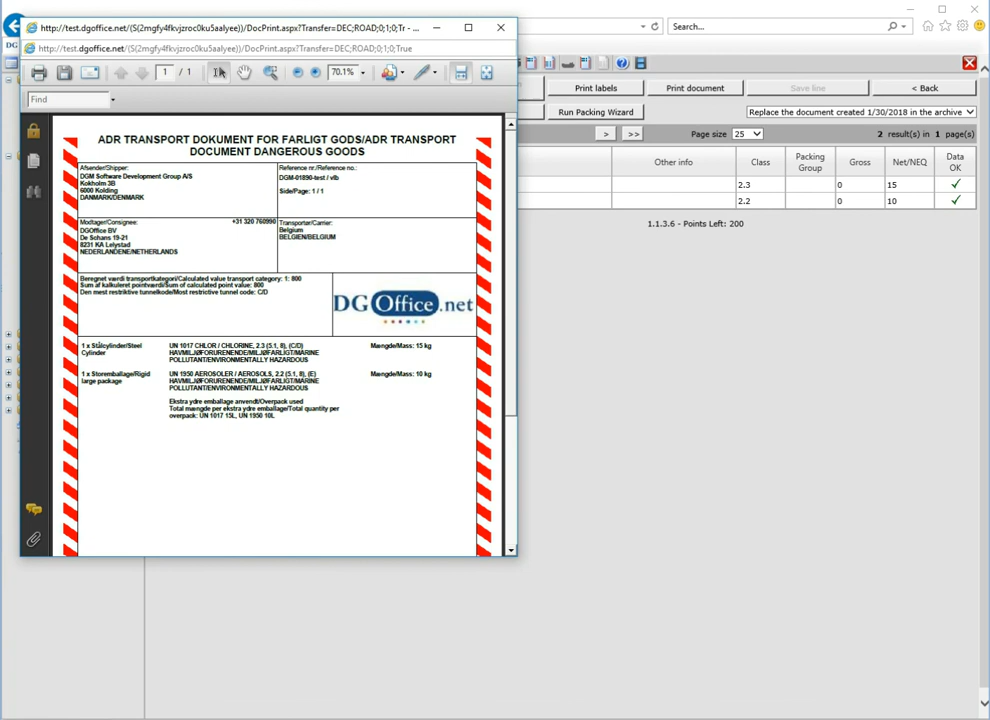 http://test.dgoffice.net/(S(2mgfy4fkvjzroc0ku5aalyee))/DocPrint.aspx?Transfer=DEC;ROAD;0;1;0;Tr - ...
http://test.dgoffice.net/(S(2mgfy4fkvjzroc0ku5aalyee))/DocPrint.aspx?Transfer=DEC;ROAD;0;1;0;True
Search...
DG
1 / 1
70.1%
Find
Print labels
Print document
Save line
< Back
Run Packing Wizard
Replace the document created 1/30/2018 in the archive
>
>>
Page size
25
2 result(s) in 1 page(s)
Other info
Class
Packing Group
Gross
Net/NEQ
Data OK
2.3
0
15
2.2
0
10
1.1.3.6 - Points Left: 200
ADR TRANSPORT DOKUMENT FOR FARLIGT GODS/ADR TRANSPORT
DOCUMENT DANGEROUS GOODS
Afsender/Shipper:
DGM Software Development Group A/S
Kokholm 3B
6000 Kolding
DANMARK/DENMARK
Reference nr./Reference no.:
DGM-01890-test / vlb
Side/Page: 1 / 1
Modtager/Consignee:
+31 320 760990
DGOffice BV
De Schans 19-21
8231 KA Lelystad
NEDERLANDENE/NETHERLANDS
Transporter/Carrier:
Belgium
BELGIEN/BELGIUM
Beregnet værdi transportkategori/Calculated value transport category: 1: 800
Sum af kalkuleret pointværdi/Sum of calculated point value: 800
Den mest restriktive tunnelkode/Most restrictive tunnel code: C/D
DGOffice.net
1 x Stålcylinder/Steel
Cylinder
UN 1017 CHLOR / CHLORINE, 2.3 (5.1, 8), (C/D)
HAVMILJØFORURENENDE/MILJØFARLIGT/MARINE
POLLUTANT/ENVIRONMENTALLY HAZARDOUS
Mængde/Mass: 15 kg
1 x Storemballage/Rigid
large package
UN 1950 AEROSOLER / AEROSOLS, 2.2 (5.1, 8), (E)
HAVMILJØFORURENENDE/MILJØFARLIGT/MARINE
POLLUTANT/ENVIRONMENTALLY HAZARDOUS
Mængde/Mass: 10 kg
Ekstra ydre emballage anvendt/Overpack used
Total mængde per ekstra ydre emballage/Total quantity per
overpack: UN 1017 15L, UN 1950 10L